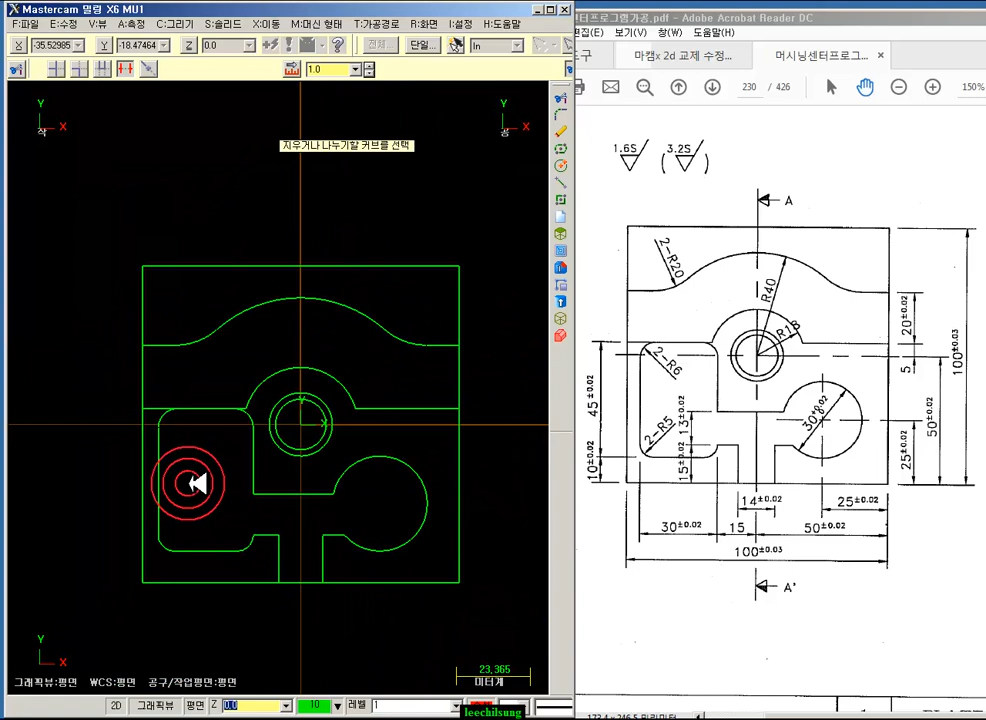 Mastercam 밀링 X6 MU1
F:파일 E:수정 V:보기 A:측정 C:그리기 S:솔리드 X:이동 M:머신 형태 T:가공경로 R:화면 I:설정 H:도움말
X -35.52985 Y -18.47464 Z 0.0 전체... 단일... In
1.0
지우거나 나누기할 커브를 선택
Y
X
작
Y
X
공
Y
X
Y
X
23.365
미터계
그래픽뷰:평면 WCS:평면 공구/작업평면:평면
2D 그래픽뷰 평면 Z 0.0 10 레벨 1
leechilsung
센터프로그램가공.pdf - Adobe Acrobat Reader DC
보기(V) 창(W) 도움말(H)
도구 마캠x 2d 교제 수정... 머시닝센터프로그... ×
230 / 426 150%
1.6S 3.2S
A
2-R20
R40
R18
2-R6
2-R5
30±0.02
20±0.02
5
100±0.03
50±0.02
25±0.02
45±0.02
10±0.02
13±0.02
15±0.02
14±0.02
25±0.02
30±0.02 15 50±0.02
100±0.03
A'